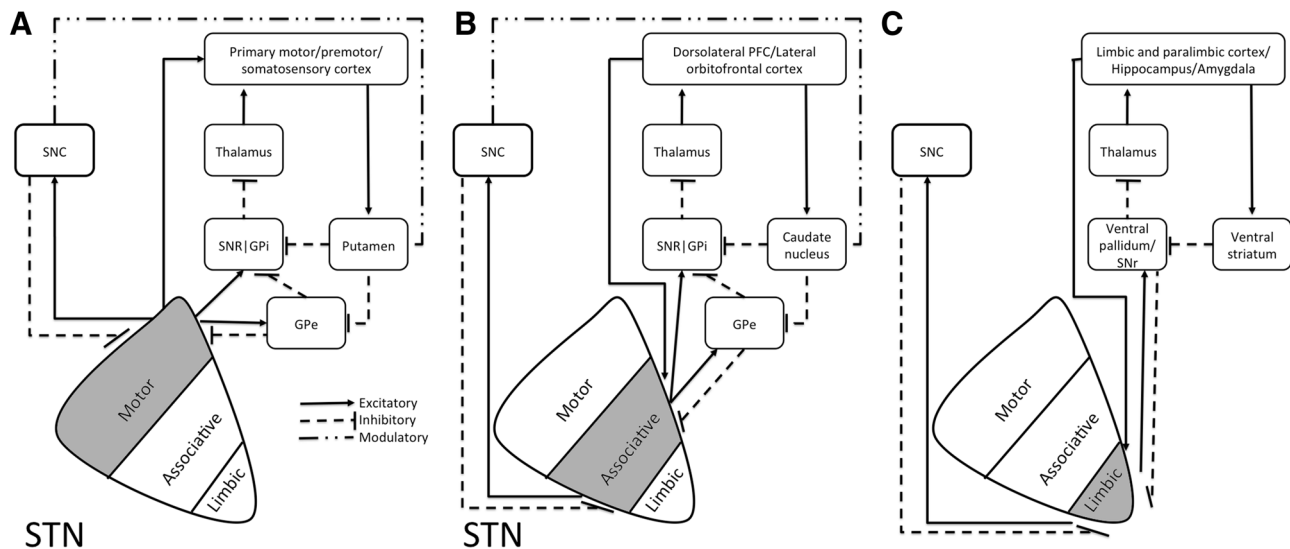 A
Primary motor/premotor/
somatosensory cortex
SNC
Thalamus
SNR|GPi
Putamen
GPe
Motor
Associative
Limbic
Excitatory
Inhibitory
Modulatory
STN
B
Dorsolateral PFC/Lateral
orbitofrontal cortex
SNC
Thalamus
SNR|GPi
Caudate
nucleus
GPe
Motor
Associative
Limbic
STN
C
Limbic and paralimbic cortex/
Hippocampus/Amygdala
SNC
Thalamus
Ventral
pallidum/
SNr
Ventral
striatum
Motor
Associative
Limbic